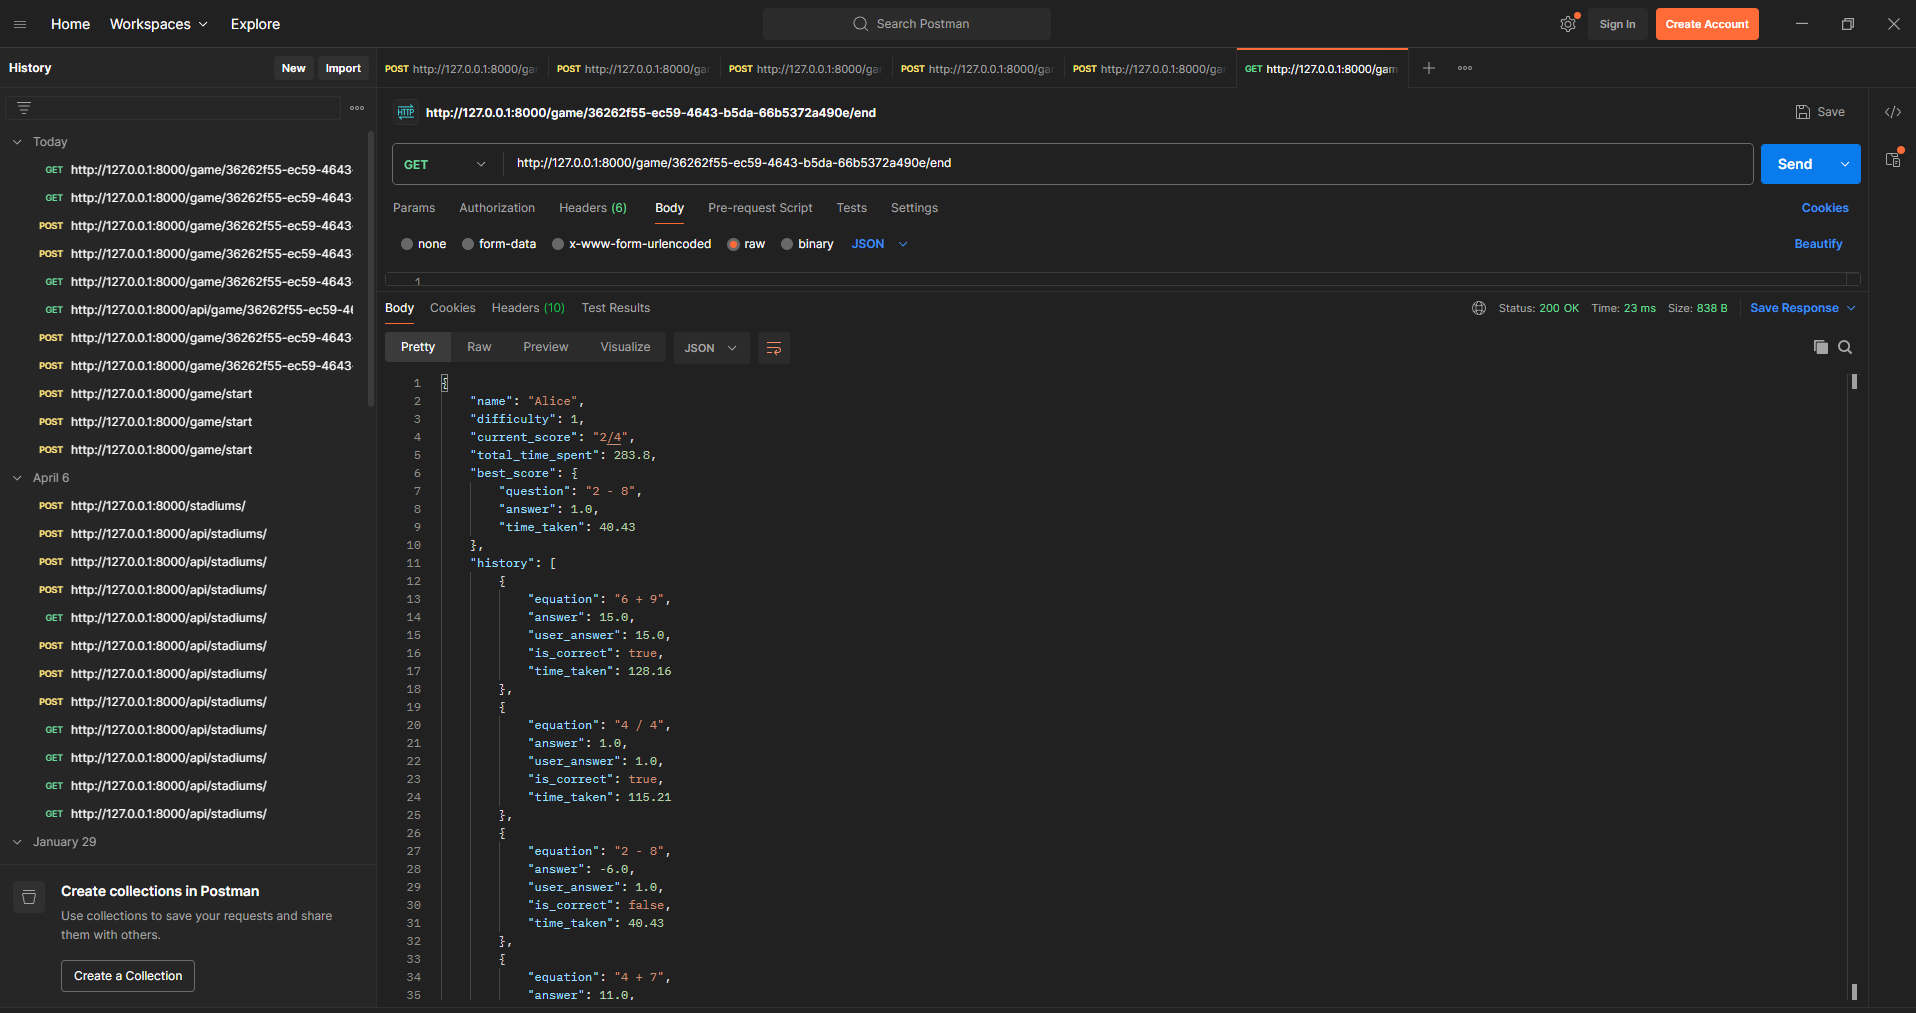 Home Workspaces Explore Search Postman Sign In Create Account
History New Import
POST http://127.0.0.1:8000/gar POST http://127.0.0.1:8000/ga POST http://127.0.0.1:8000/ga POST http://127.0.0.1:8000/gar POST http://127.0.0.1:8000/ga GET http://127.0.0.1:8000/gam
Today
GET http://127.0.0.1:8000/game/36262f55-ec59-4643-
GET http://127.0.0.1:8000/game/36262f55-ec59-4643-
POST http://127.0.0.1:8000/game/36262f55-ec59-4643-
POST http://127.0.0.1:8000/game/36262f55-ec59-4643-
GET http://127.0.0.1:8000/game/36262f55-ec59-4643-
GET http://127.0.0.1:8000/api/game/36262f55-ec59-4
POST http://127.0.0.1:8000/game/36262f55-ec59-4643-
POST http://127.0.0.1:8000/game/36262f55-ec59-4643-
POST http://127.0.0.1:8000/game/start
POST http://127.0.0.1:8000/game/start
POST http://127.0.0.1:8000/game/start
April 6
POST http://127.0.0.1:8000/stadiums/
POST http://127.0.0.1:8000/api/stadiums/
POST http://127.0.0.1:8000/api/stadiums/
POST http://127.0.0.1:8000/api/stadiums/
GET http://127.0.0.1:8000/api/stadiums/
POST http://127.0.0.1:8000/api/stadiums/
POST http://127.0.0.1:8000/api/stadiums/
POST http://127.0.0.1:8000/api/stadiums/
GET http://127.0.0.1:8000/api/stadiums/
GET http://127.0.0.1:8000/api/stadiums/
GET http://127.0.0.1:8000/api/stadiums/
GET http://127.0.0.1:8000/api/stadiums/
January 29
Create collections in Postman
Use collections to save your requests and share
them with others.
Create a Collection
HTTP http://127.0.0.1:8000/game/36262f55-ec59-4643-b5da-66b5372a490e/end Save
GET http://127.0.0.1:8000/game/36262f55-ec59-4643-b5da-66b5372a490e/end Send
Params Authorization Headers (6) Body Pre-request Script Tests Settings Cookies
none form-data x-www-form-urlencoded raw binary JSON Beautify
1
Body Cookies Headers (10) Test Results Status: 200 OK Time: 23 ms Size: 838 B Save Response
Pretty Raw Preview Visualize JSON
1 {
2 "name": "Alice",
3 "difficulty": 1,
4 "current_score": "2/4",
5 "total_time_spent": 283.8,
6 "best_score": {
7 "question": "2 - 8",
8 "answer": 1.0,
9 "time_taken": 40.43
10 },
11 "history": [
12 {
13 "equation": "6 + 9",
14 "answer": 15.0,
15 "user_answer": 15.0,
16 "is_correct": true,
17 "time_taken": 128.16
18 },
19 {
20 "equation": "4 / 4",
21 "answer": 1.0,
22 "user_answer": 1.0,
23 "is_correct": true,
24 "time_taken": 115.21
25 },
26 {
27 "equation": "2 - 8",
28 "answer": -6.0,
29 "user_answer": 1.0,
30 "is_correct": false,
31 "time_taken": 40.43
32 },
33 {
34 "equation": "4 + 7",
35 "answer": 11.0,